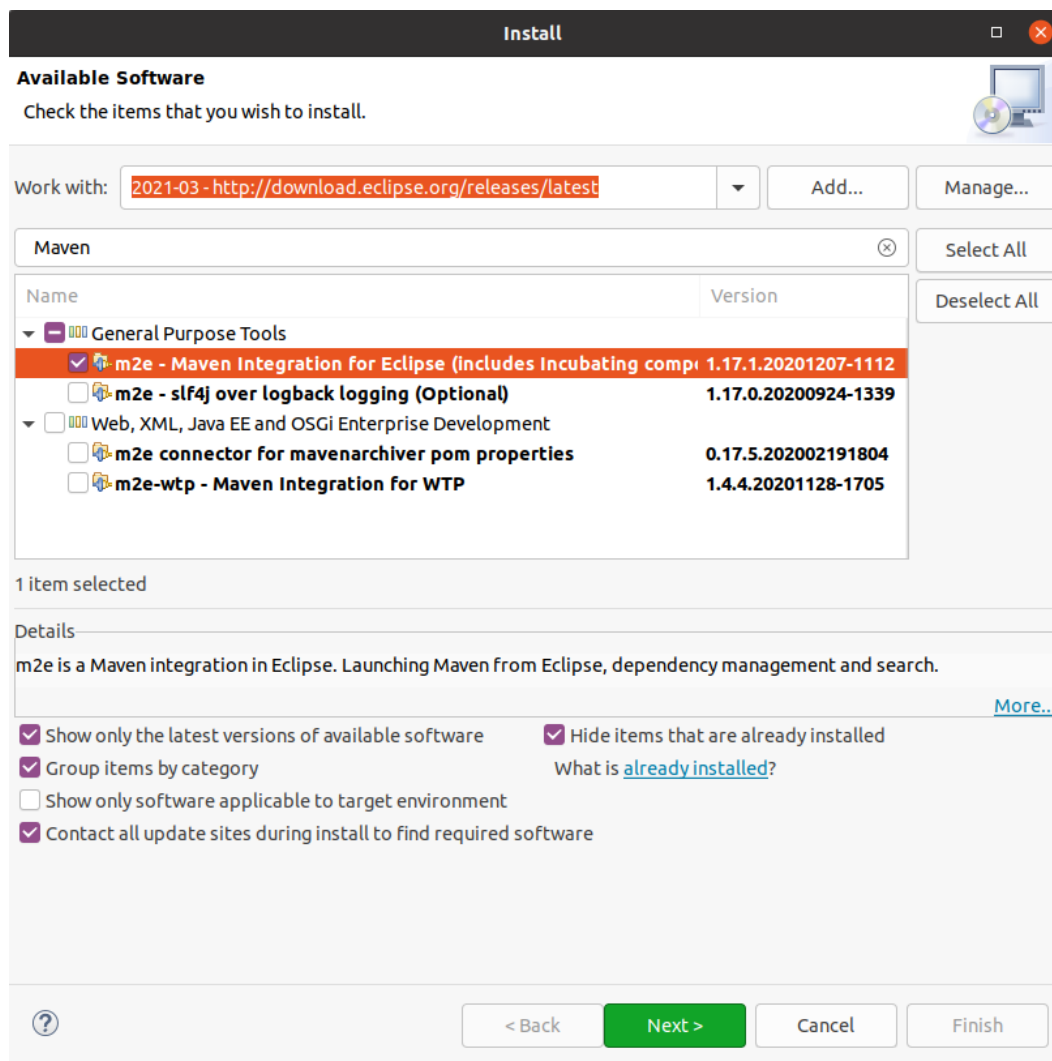 Install
Available Software
Check the items that you wish to install.
Work with: 2021-03 - http://download.eclipse.org/releases/latest Add... Manage...
Maven Select All
Name Version Deselect All
General Purpose Tools
m2e - Maven Integration for Eclipse (includes Incubating comp 1.17.1.20201207-1112
m2e - slf4j over logback logging (Optional) 1.17.0.20200924-1339
Web, XML, Java EE and OSGi Enterprise Development
m2e connector for mavenarchiver pom properties 0.17.5.202002191804
m2e-wtp - Maven Integration for WTP 1.4.4.20201128-1705
1 item selected
Details
m2e is a Maven integration in Eclipse. Launching Maven from Eclipse, dependency management and search.
More..
Show only the latest versions of available software Hide items that are already installed
Group items by category What is already installed?
Show only software applicable to target environment
Contact all update sites during install to find required software
? < Back Next > Cancel Finish